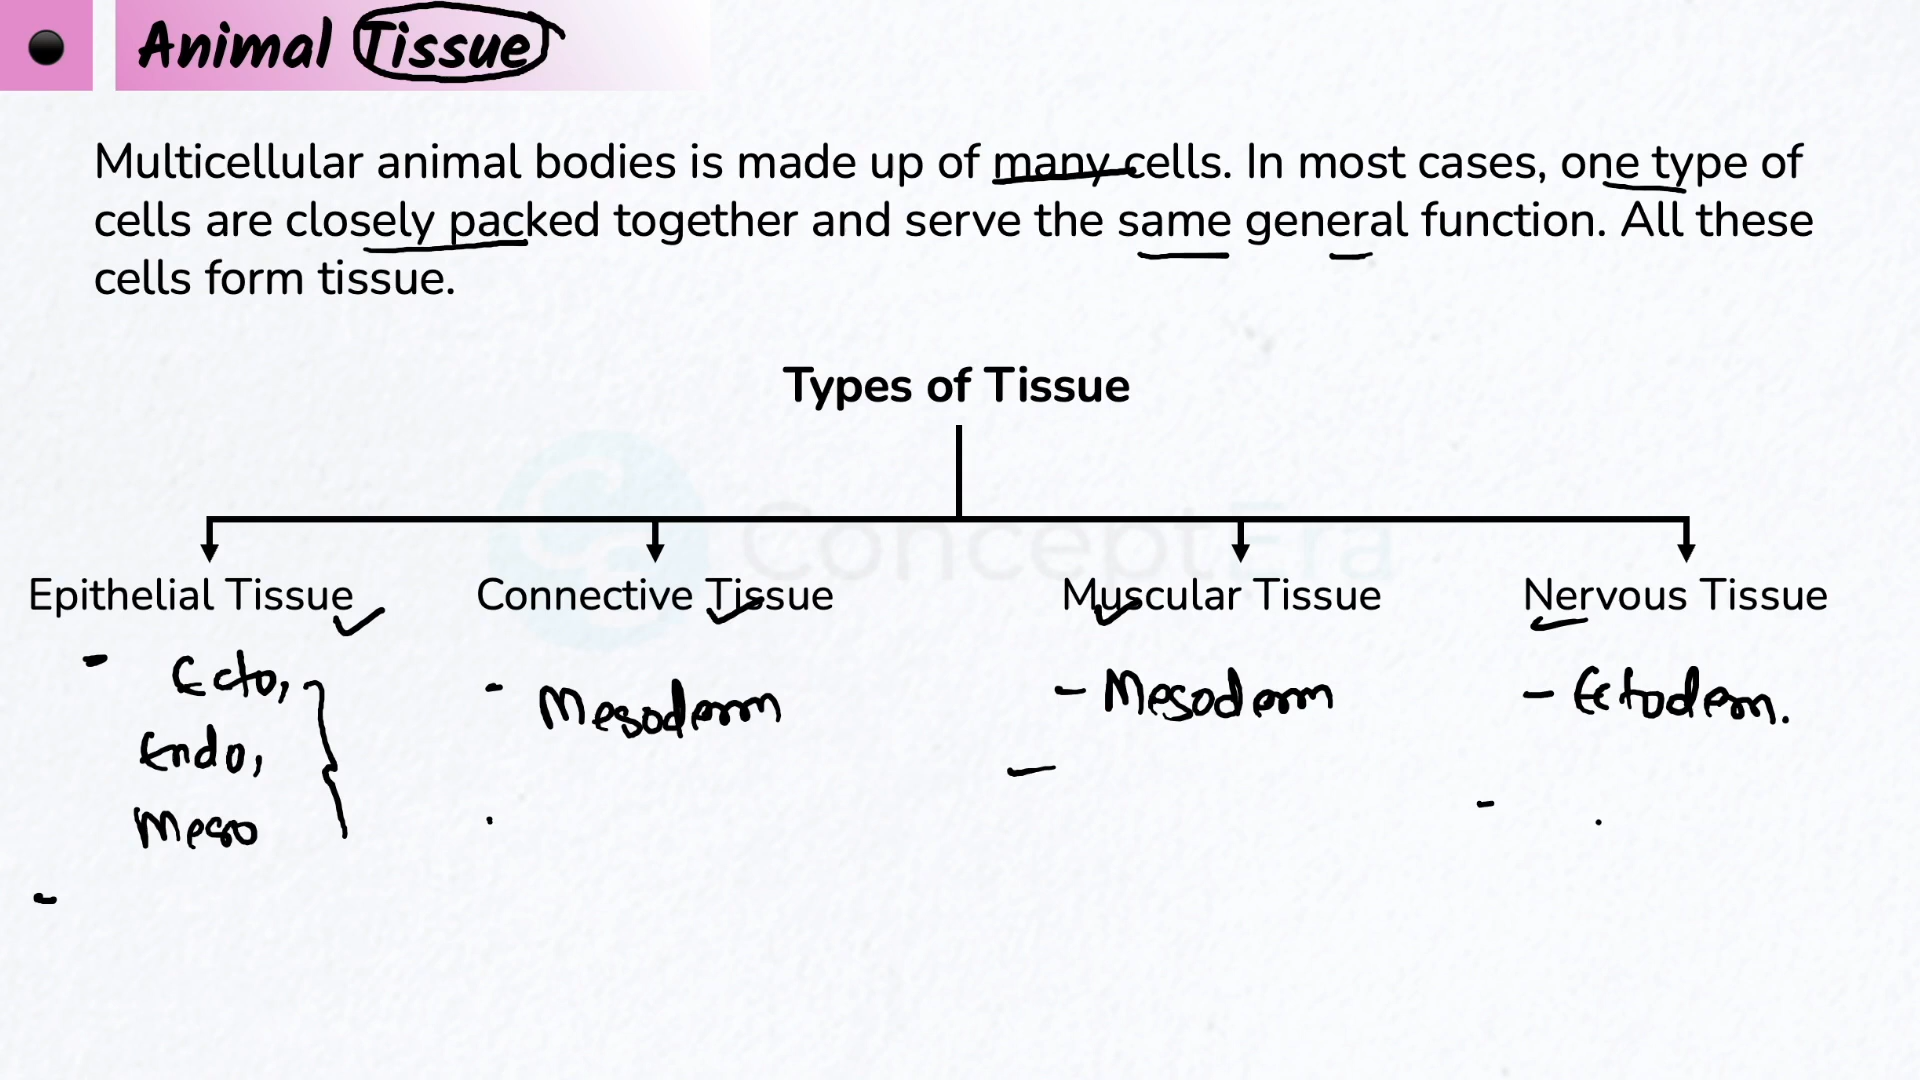 Animal Tissue
Multicellular animal bodies is made up of many cells. In most cases, one type of
cells are closely packed together and serve the same general function. All these
cells form tissue.
Types of Tissue
ConceptEra
Epithelial Tissue
Connective Tissue
Muscular Tissue
Nervous Tissue
- Ecto,
Endo,
Meso
-
- Mesoderm
- Mesoderm
-
- Ectoderm.
-